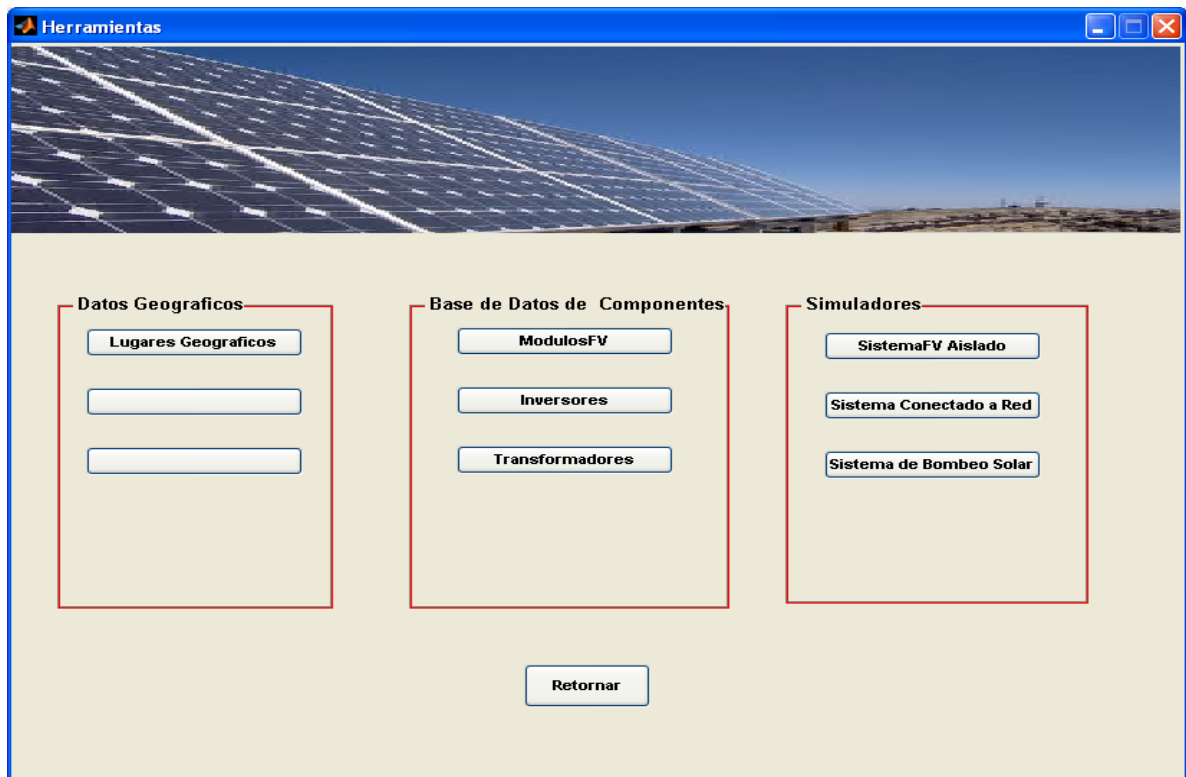 Herramientas
Datos Geograficos
Lugares Geograficos
Base de Datos de  Componentes
ModulosFV
Inversores
Transformadores
Simuladores
SistemaFV Aislado
Sistema Conectado a Red
Sistema de Bombeo Solar
Retornar